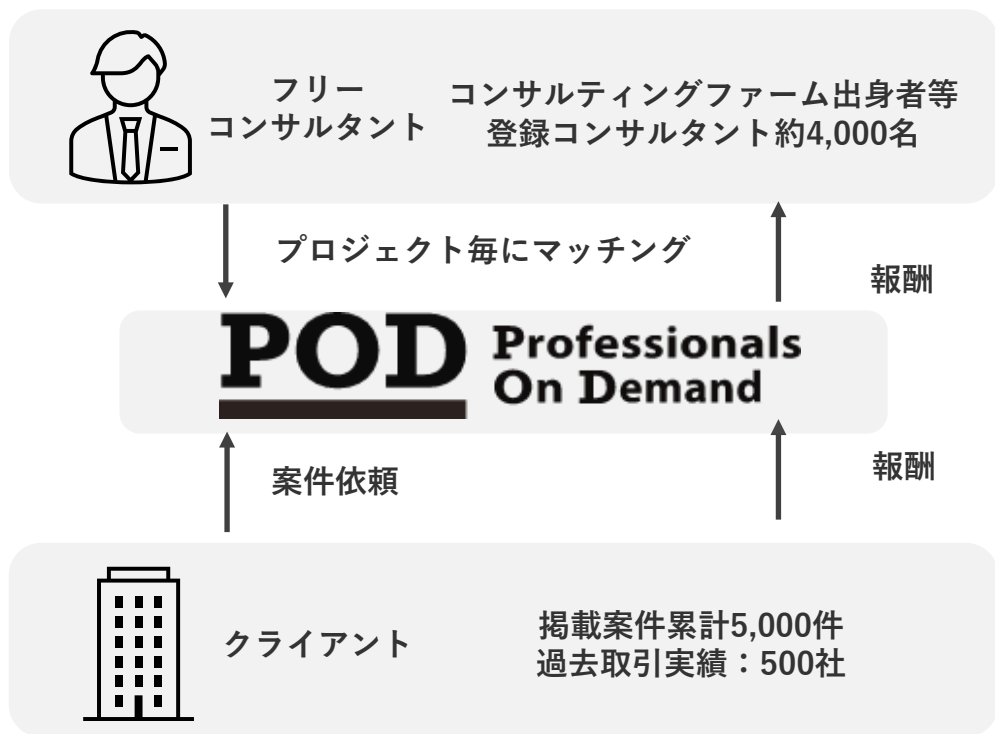 フリー
コンサルタント
コンサルティングファーム出身者等
登録コンサルタント約4,000名
プロジェクト毎にマッチング
報酬
POD
Professionals
On Demand
案件依頼
報酬
クライアント
掲載案件累計5,000件
過去取引実績：500社